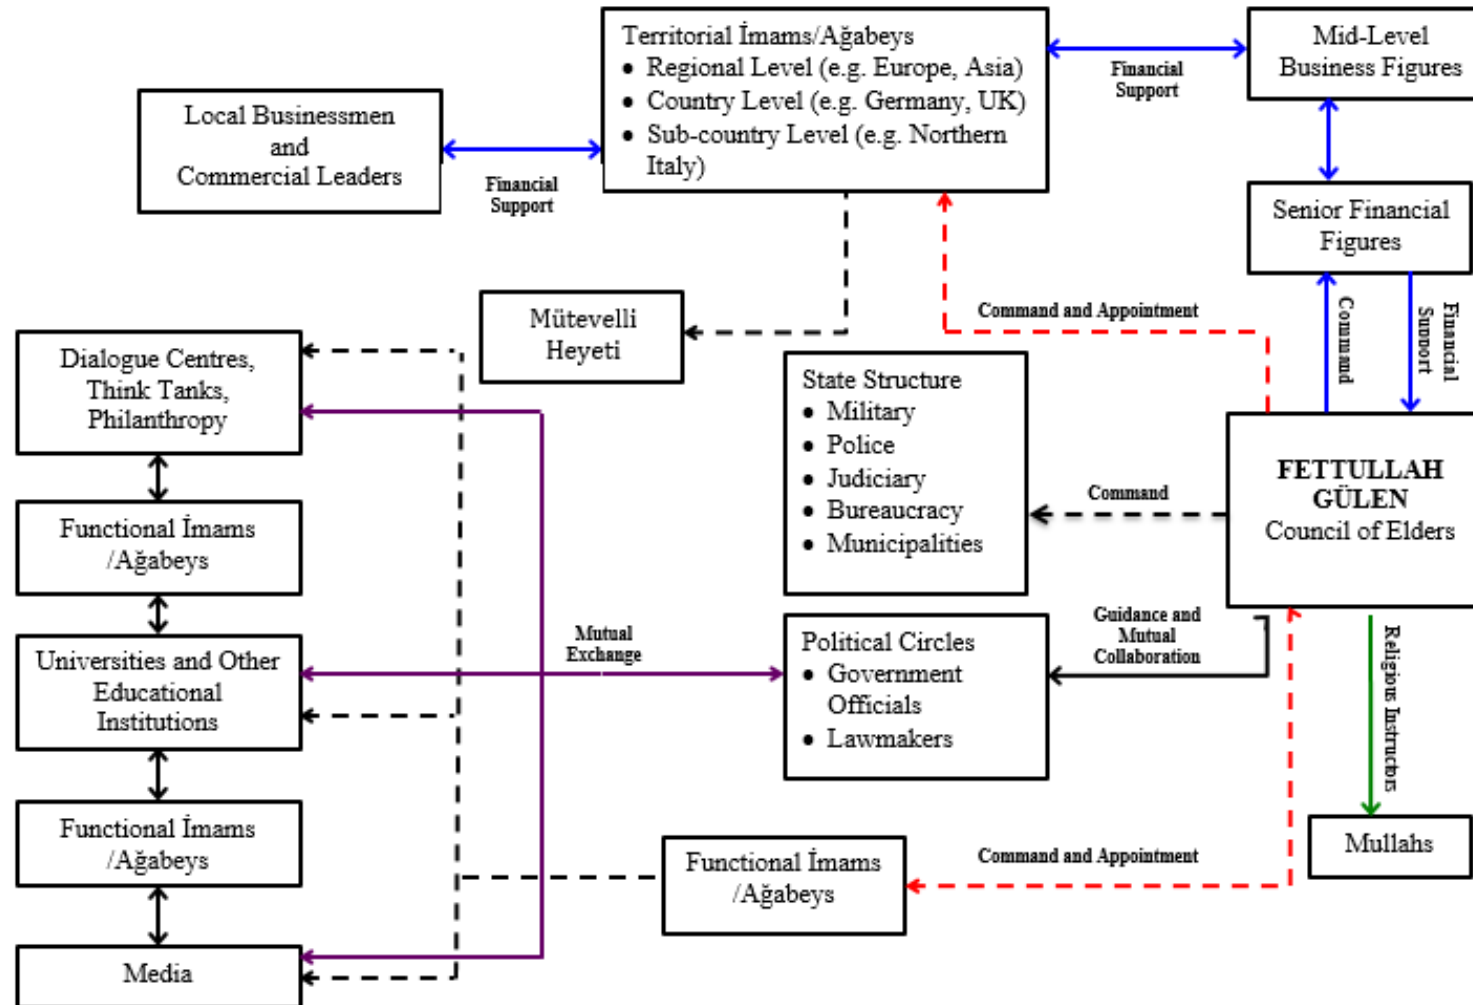 Territorial İmams/Ağabeys
• Regional Level (e.g. Europe, Asia)
• Country Level (e.g. Germany, UK)
• Sub-country Level (e.g. Northern
Italy)
Financial
Support
Mid-Level
Business Figures
Local Businessmen
and
Commercial Leaders
Financial
Support
Senior Financial
Figures
Command
Financial
Support
Command and Appointment
Mütevelli
Heyeti
Dialogue Centres,
Think Tanks,
Philanthropy
State Structure
• Military
• Police
• Judiciary
• Bureaucracy
• Municipalities
Command
FETTULLAH
GÜLEN
Council of Elders
Functional İmams
/Ağabeys
Universities and Other
Educational
Institutions
Mutual
Exchange
Political Circles
• Government
Officials
• Lawmakers
Guidance and
Mutual
Collaboration
Religious Instructors
Mullahs
Functional İmams
/Ağabeys
Functional İmams
/Ağabeys
Command and Appointment
Media